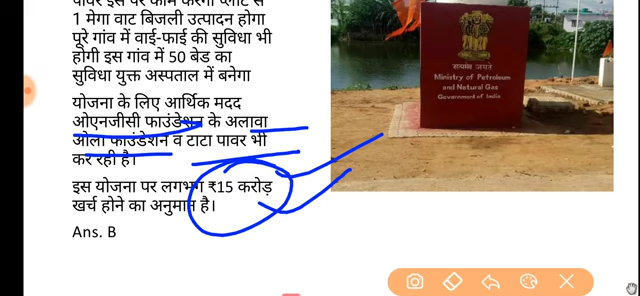 पावर इस पर काम करेगा प्लांट से
1 मेगा वाट बिजली उत्पादन होगा
पूरे गांव में वाई-फाई की सुविधा भी
होगी इस गांव में 50 बेड का
सुविधा युक्त अस्पताल में बनेगा
योजना के लिए आर्थिक मदद
ओएनजीसी फाउंडेशन के अलावा
ओला फाउंडेशन व टाटा पावर भी
कर रही है।
इस योजना पर लगभग ₹15 करोड़
खर्च होने का अनुमान है।
Ans. B
सत्यमेव जयते
Ministry of Petroleum
and Natural Gas
Government of India